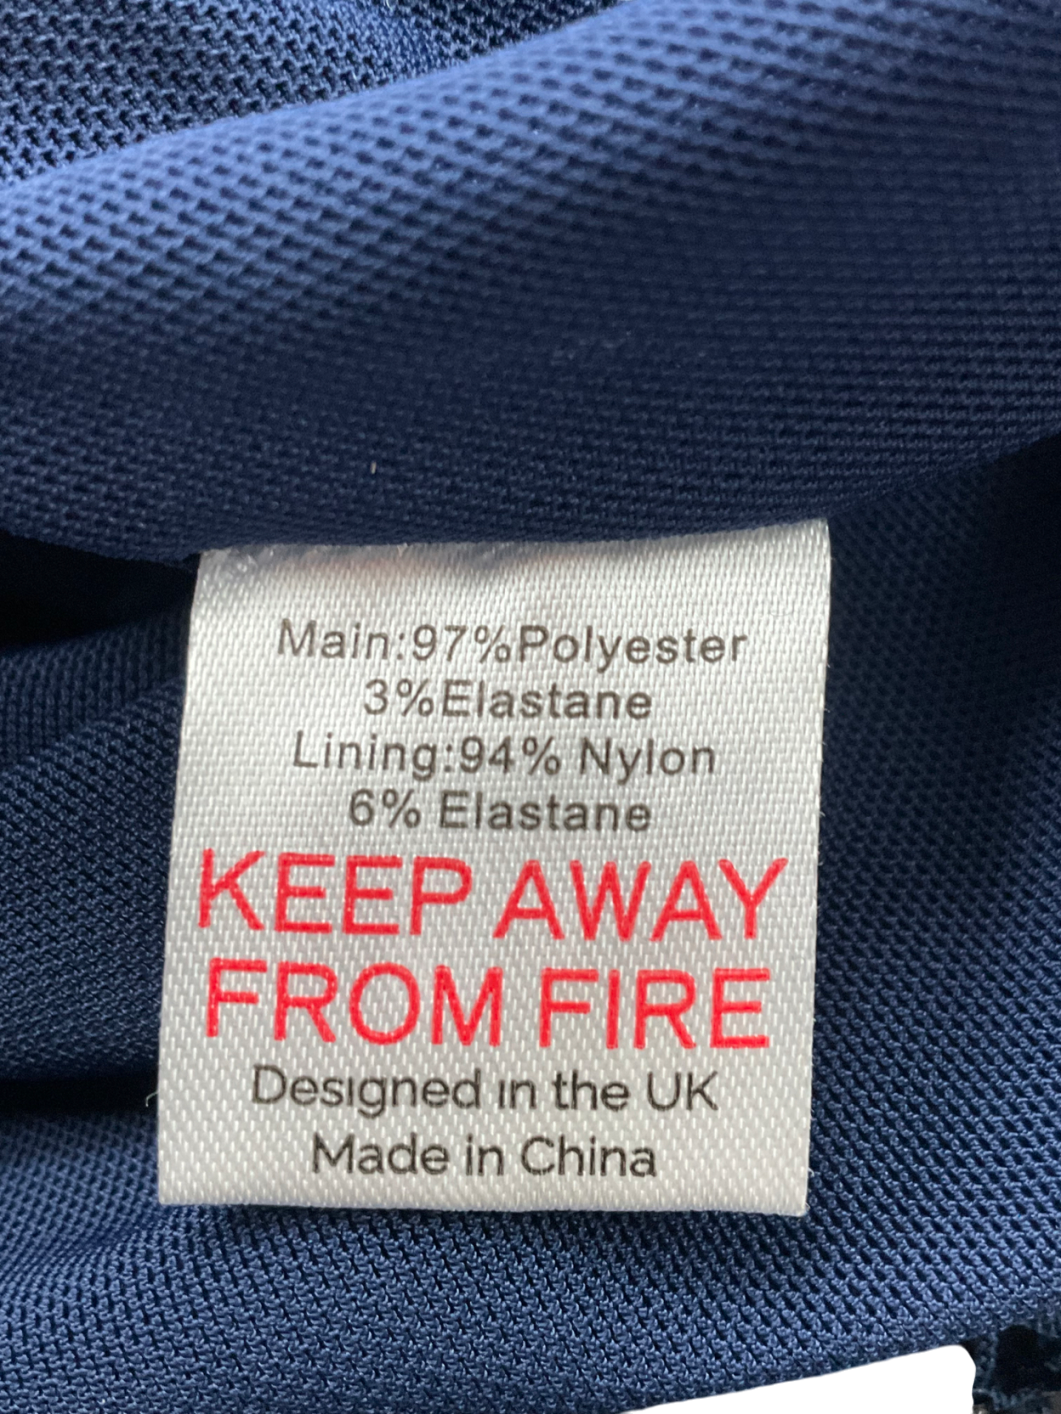 Main:97%Polyester
3%Elastane
Lining:94% Nylon
6% Elastane
KEEP AWAY
FROM FIRE
Designed in the UK
Made in China